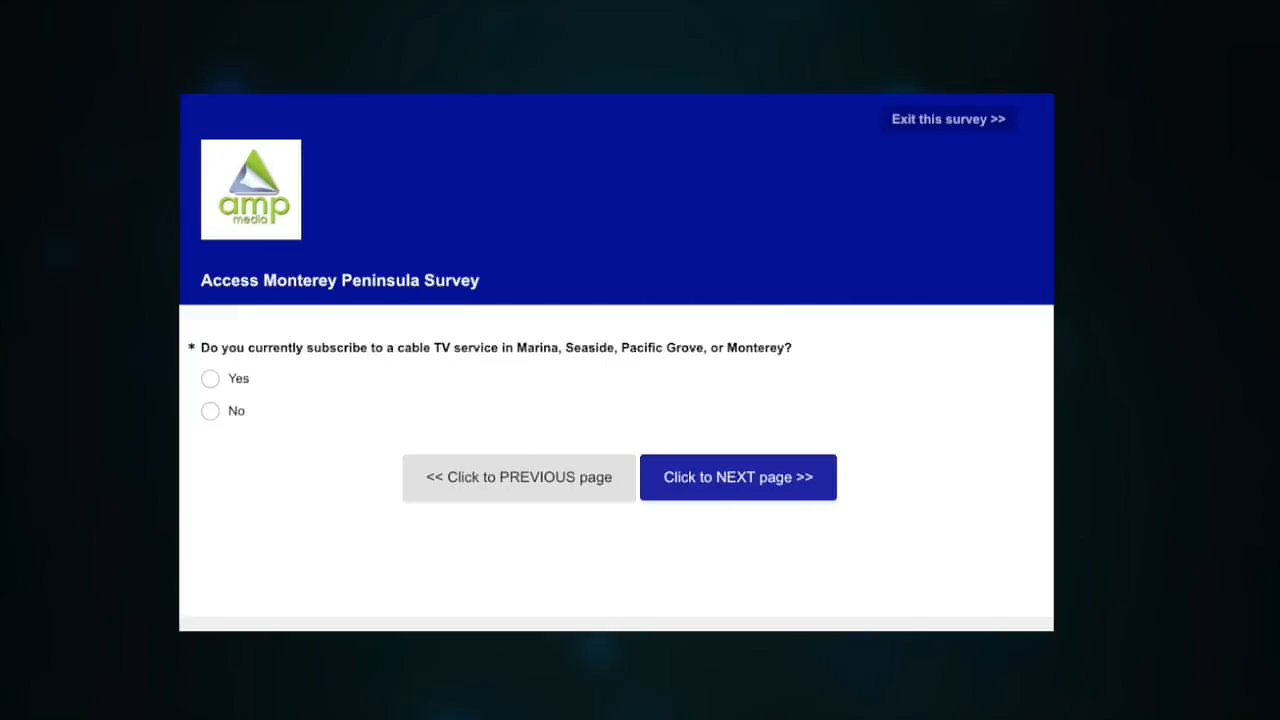 Exit this survey >>
amp
media
Access Monterey Peninsula Survey
* Do you currently subscribe to a cable TV service in Marina, Seaside, Pacific Grove, or Monterey?
Yes
No
<< Click to PREVIOUS page
Click to NEXT page >>